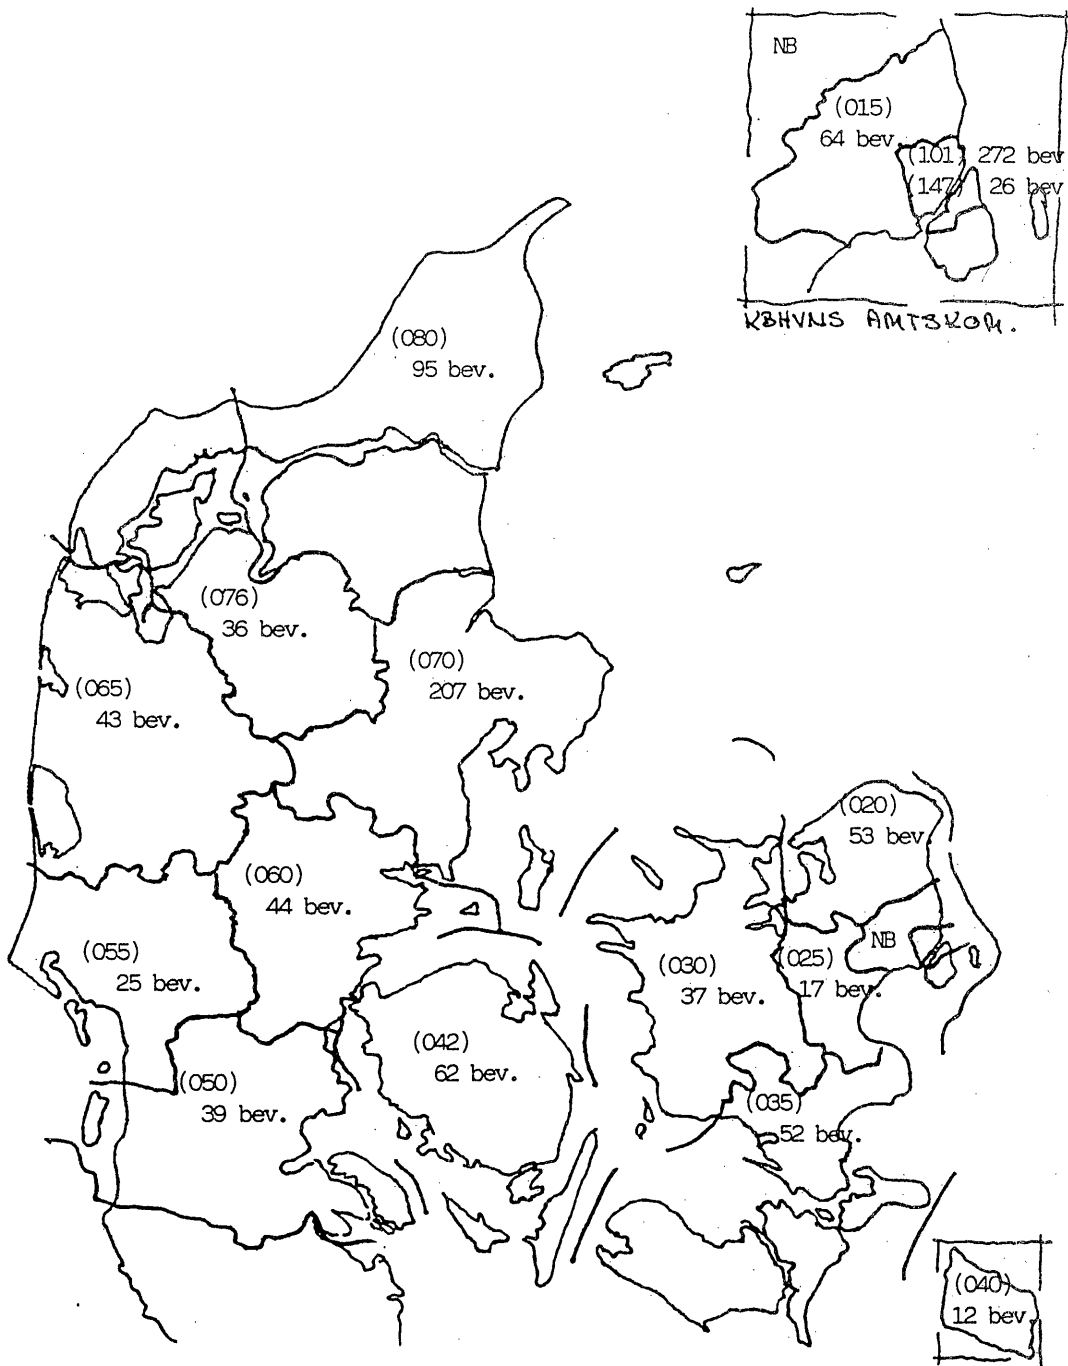 NB
(015)
64 bev.
(101) 272 bev
(147) 26 bev
KBHVNS AMTSKOM.
(080)
95 bev.
(076)
36 bev.
(070)
207 bev.
(065)
43 bev.
(020)
53 bev.
(060)
44 bev.
NB
(055)
25 bev.
(030)
37 bev.
(025)
17 bev.
(042)
62 bev.
(050)
39 bev.
(035)
52 bev.
(040)
12 bev.